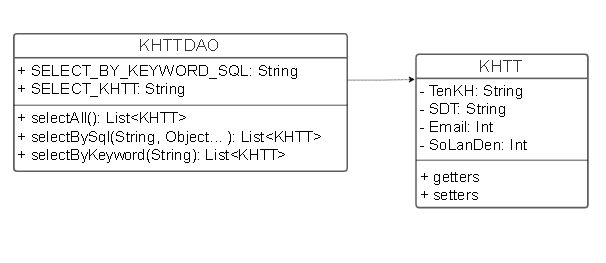 KHTTDAO
+ SELECT_BY_KEYWORD_SQL: String
+ SELECT_KHTT: String
+ selectAll(): List<KHTT>
+ selectBySql(String, Object... ): List<KHTT>
+ selectByKeyword(String): List<KHTT>
KHTT
- TenKH: String
- SDT: String
- Email: Int
- SoLanDen: Int
+ getters
+ setters